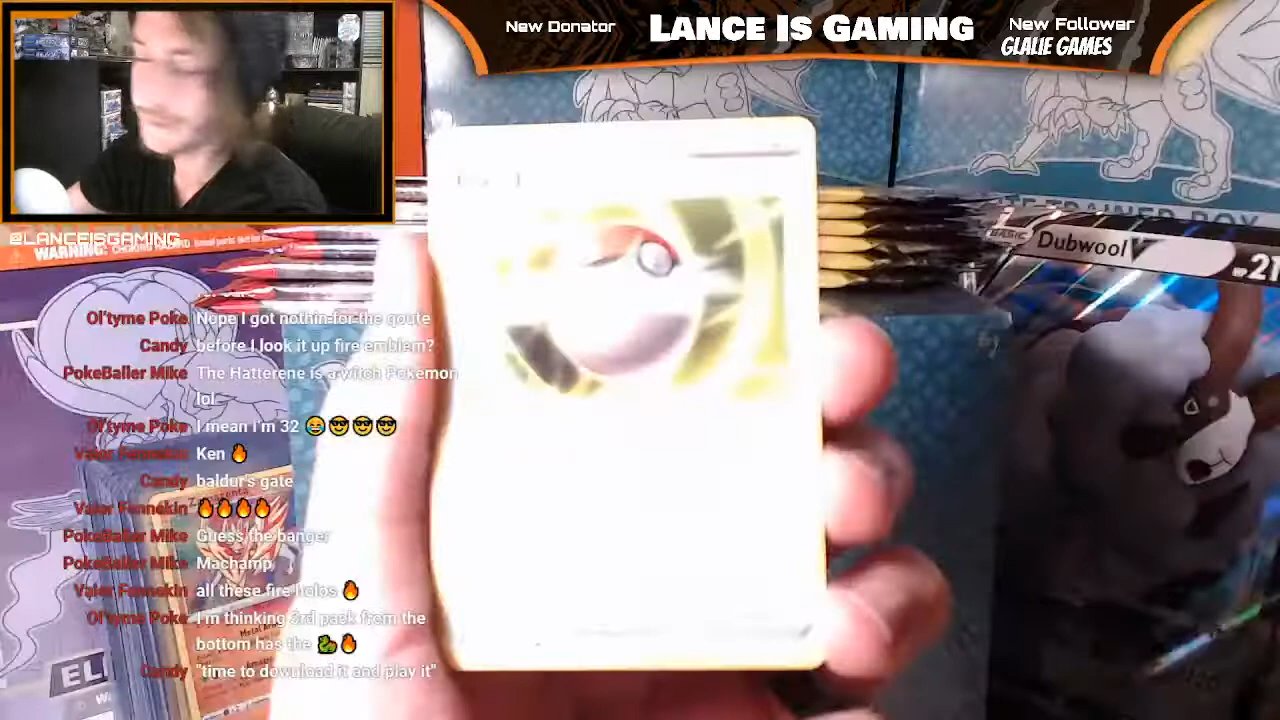 New Donator
LANCE IS GAMING
New Follower
GLALIE GAMES
@LANCEISGAMING
WARNING:
BASIC
Dubwool V
21
Ol'tyme Poke Nope I got nothin for the qoute
Candy before I look it up fire emblem?
PokeBaller Mike The Hatterene is a witch Pokemon
lol
Ol'tyme Poke I mean I'm 32 😂😎😎😎
Valor Fennekin Ken 🔥
Candy baldur's gate
Valor Fennekin 🔥🔥🔥🔥
PokeBaller Mike Guess the banger
PokeBaller Mike Machamp
Valor Fennekin all these fire holos 🔥
Ol'tyme Poke I'm thinking 3rd pack from the
bottom has the 🐍🔥
Candy "time to download it and play it"
EL